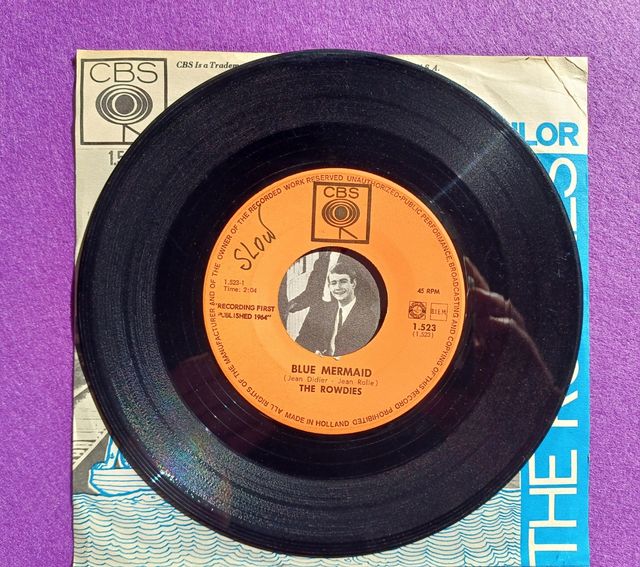 CBS
CBS Is a Tradem
S.A.
1.5
ILOR
THE
ALL RIGHTS OF THE MANUFACTURER AND OF THE OWNER OF THE RECORDED WORK RESERVED UNAUTHORIZED PUBLIC PERFORMANCE BROADCASTING AND COPYING OF THIS RECORD PROHIBITED
MADE IN HOLLAND
CBS
SLOW
1.523-1
Time: 2:04
45 RPM
"RECORDING FIRST
PUBLISHED 1964"
B.I.E.M.
1.523
(1.523)
BLUE MERMAID
(Jean Didier - Jean Rolle)
THE ROWDIES